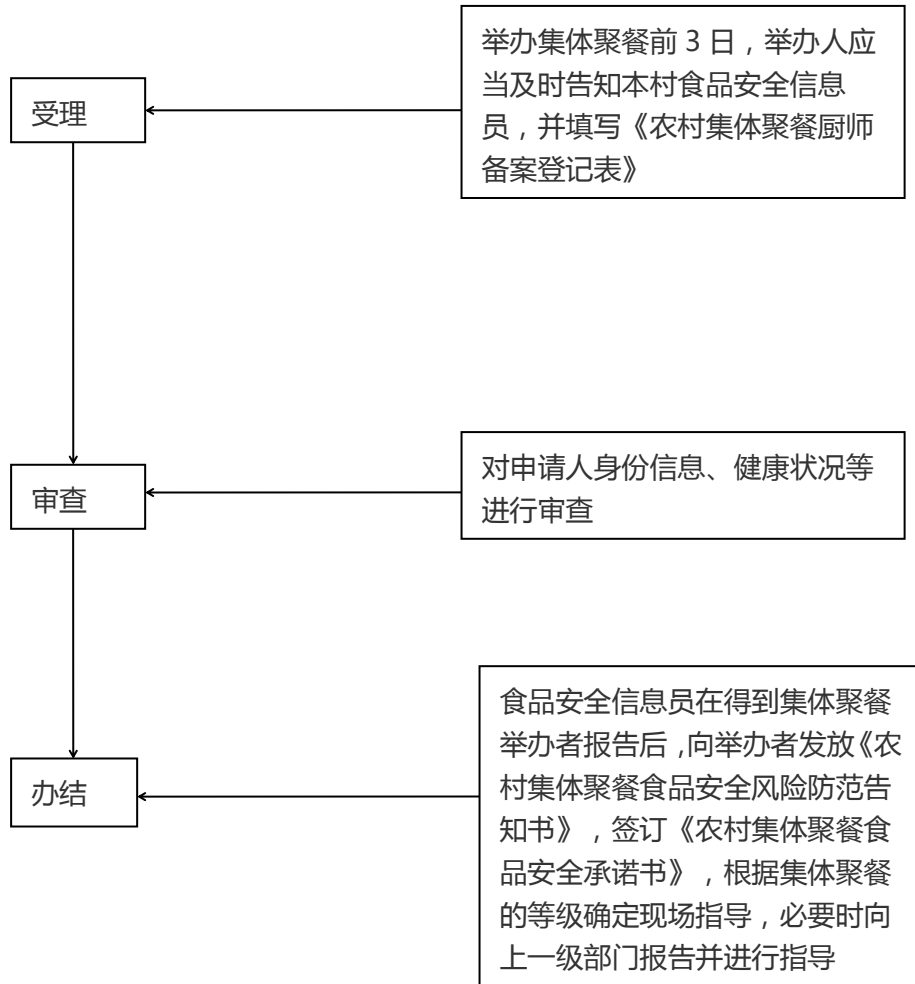 举办集体聚餐前3日，举办人应
当及时告知本村食品安全信息
员，并填写《农村集体聚餐厨师
备案登记表》
受理
对申请人身份信息、健康状况等
进行审查
审查
食品安全信息员在得到集体聚餐
举办者报告后，向举办者发放《农
村集体聚餐食品安全风险防范告
知书》，签订《农村集体聚餐食
品安全承诺书》，根据集体聚餐
的等级确定现场指导，必要时向
上一级部门报告并进行指导
办结